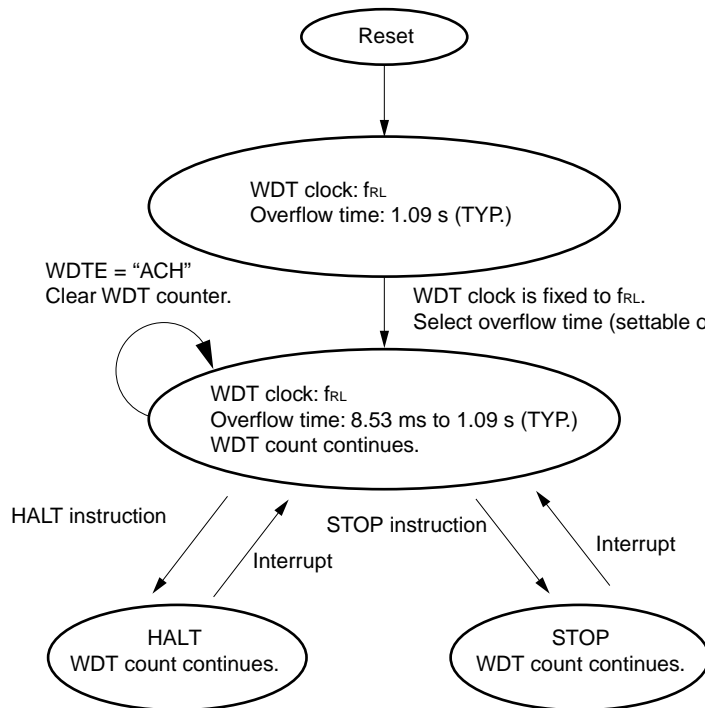 Reset
WDT clock: fRL
Overflow time: 1.09 s (TYP.)
WDTE = “ACH”
Clear WDT counter.
WDT clock is fixed to fRL.
Select overflow time (settable
WDT clock: fRL
Overflow time: 8.53 ms to 1.09 s (TYP.)
WDT count continues.
HALT instruction
Interrupt
STOP instruction
Interrupt
HALT
WDT count continues.
STOP
WDT count continues.